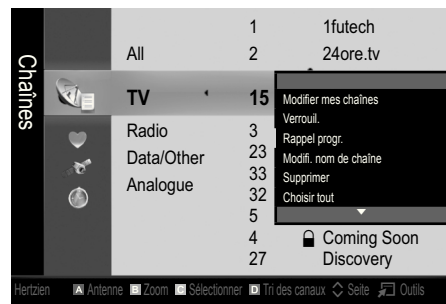 Chaînes
1 1futech
All 2 24ore.tv
TV 15
Radio 3
Data/Other 23
Analogue 33
32
5
4 Coming Soon
27 Discovery
Modifier mes chaînes
Verrouil.
Rappel progr.
Modifi. nom de chaîne
Supprimer
Choisir tout
Hertzien A Antenne B Zoom C Sélectionner D Tri des canaux Seite Outils